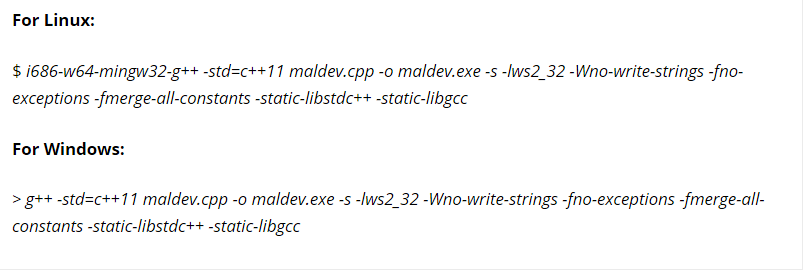 For Linux:
$ i686-w64-mingw32-g++ -std=c++11 maldev.cpp -o maldev.exe -s -lws2_32 -Wno-write-strings -fno-
exceptions -fmerge-all-constants -static-libstdc++ -static-libgcc
For Windows:
> g++ -std=c++11 maldev.cpp -o maldev.exe -s -lws2_32 -Wno-write-strings -fno-exceptions -fmerge-all-
constants -static-libstdc++ -static-libgcc